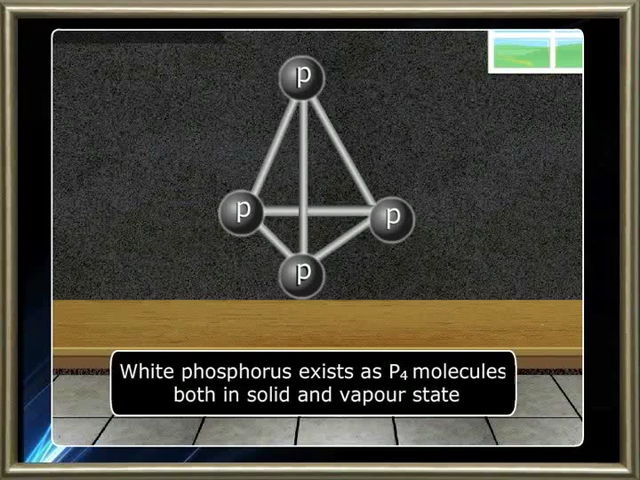 p
p
p
p
White phosphorus exists as P₄ molecules
both in solid and vapour state